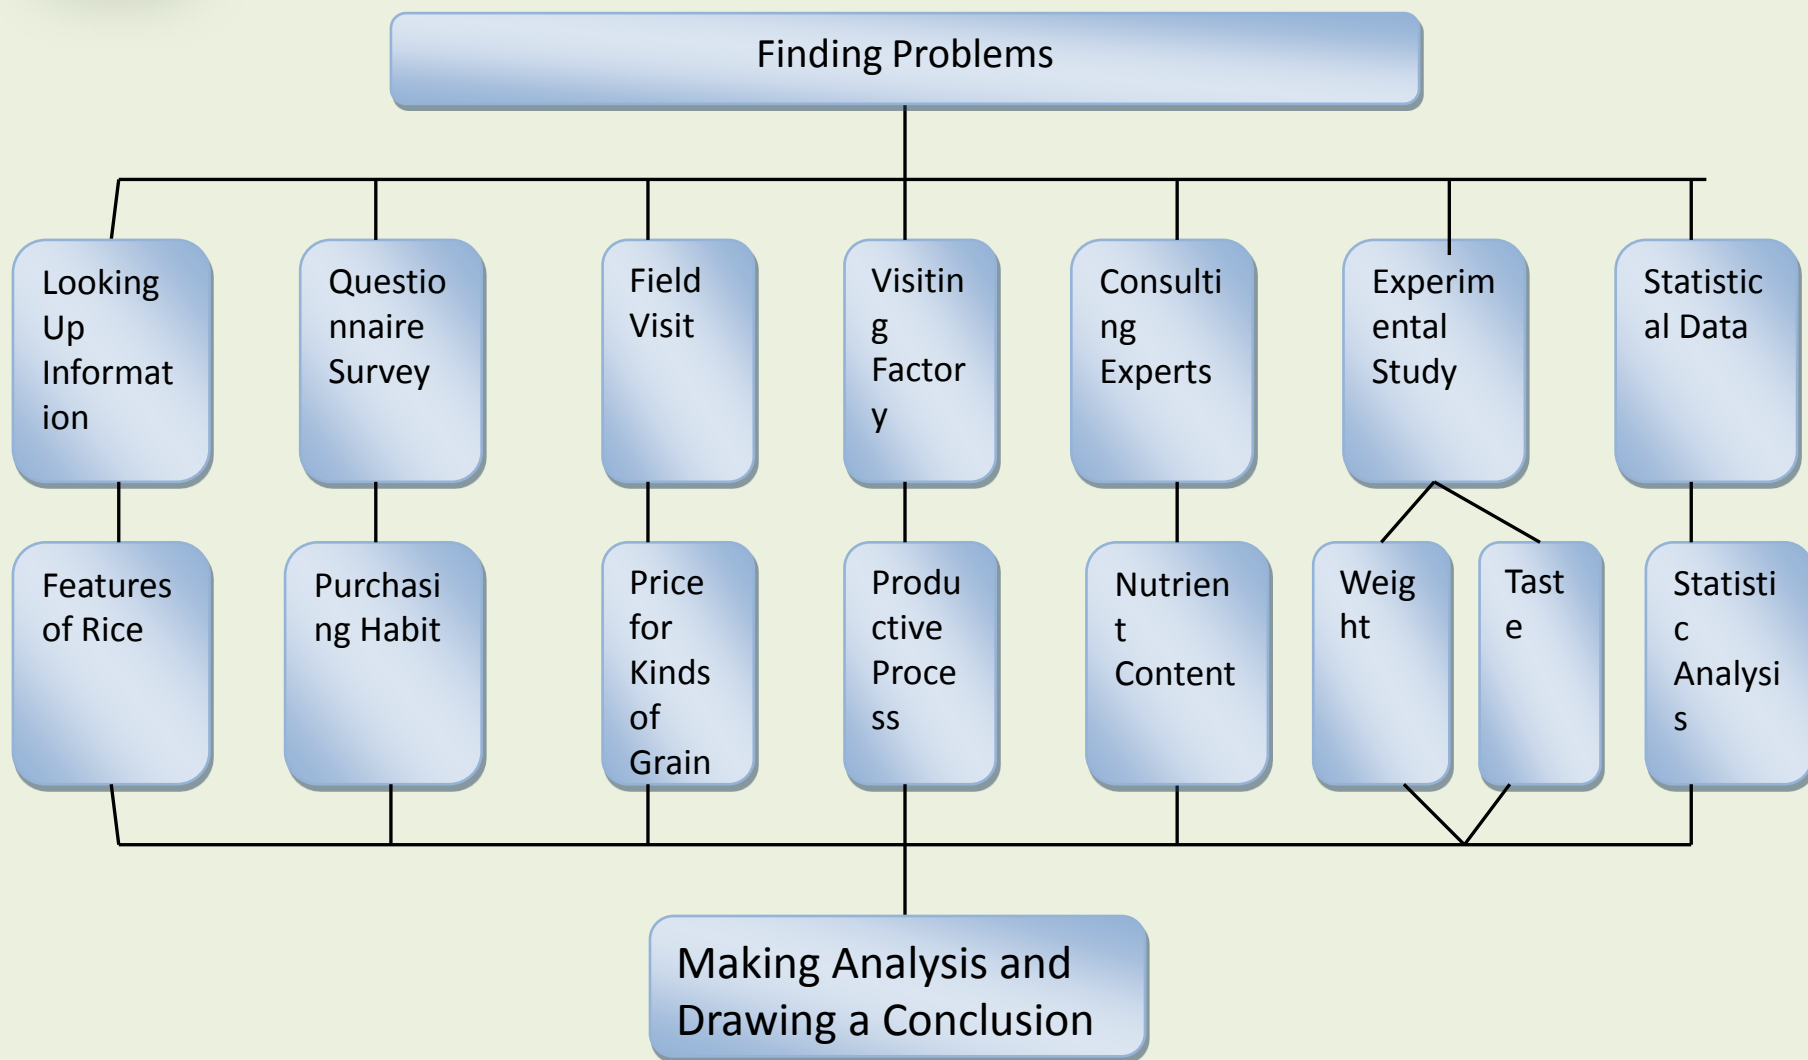 Finding Problems
Looking
Up
Informat
ion
Questio
nnaire
Survey
Field
Visit
Visitin
g
Factor
y
Consulti
ng
Experts
Experim
ental
Study
Statistic
al Data
Features
of Rice
Purchasi
ng Habit
Price
for
Kinds
of
Grain
Produ
ctive
Proce
ss
Nutrien
t
Content
Weig
ht
Tast
e
Statisti
c
Analysi
s
Making Analysis and
Drawing a Conclusion